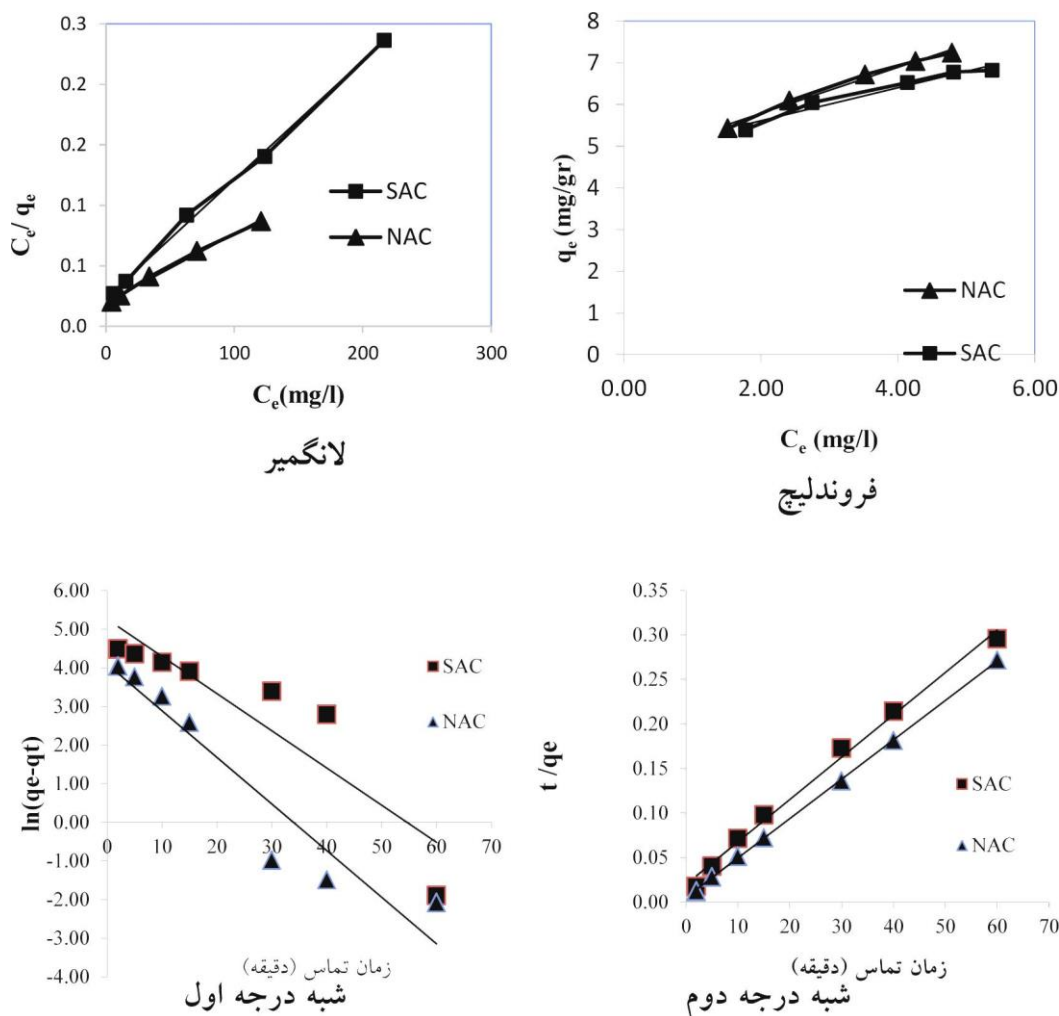 0.3
0.2
0.2
0.1
0.1
0.0
0
100
200
300
C_e/ q_e
SAC
NAC
C_e(mg/l)
لانگمیر
8
7
6
5
4
3
2
1
0
0.00
2.00
4.00
6.00
q_e (mg/gr)
NAC
SAC
C_e (mg/l)
فروندلیچ
6.00
5.00
4.00
3.00
2.00
1.00
0.00
-1.00
-2.00
-3.00
-4.00
0
10
20
30
40
50
60
70
ln(qe-qt)
SAC
NAC
زمان تماس (دقیقه)
شبه درجه اول
0.35
0.30
0.25
0.20
0.15
0.10
0.05
0.00
0
10
20
30
40
50
60
70
t /qe
SAC
NAC
زمان تماس (دقیقه)
شبه درجه دوم